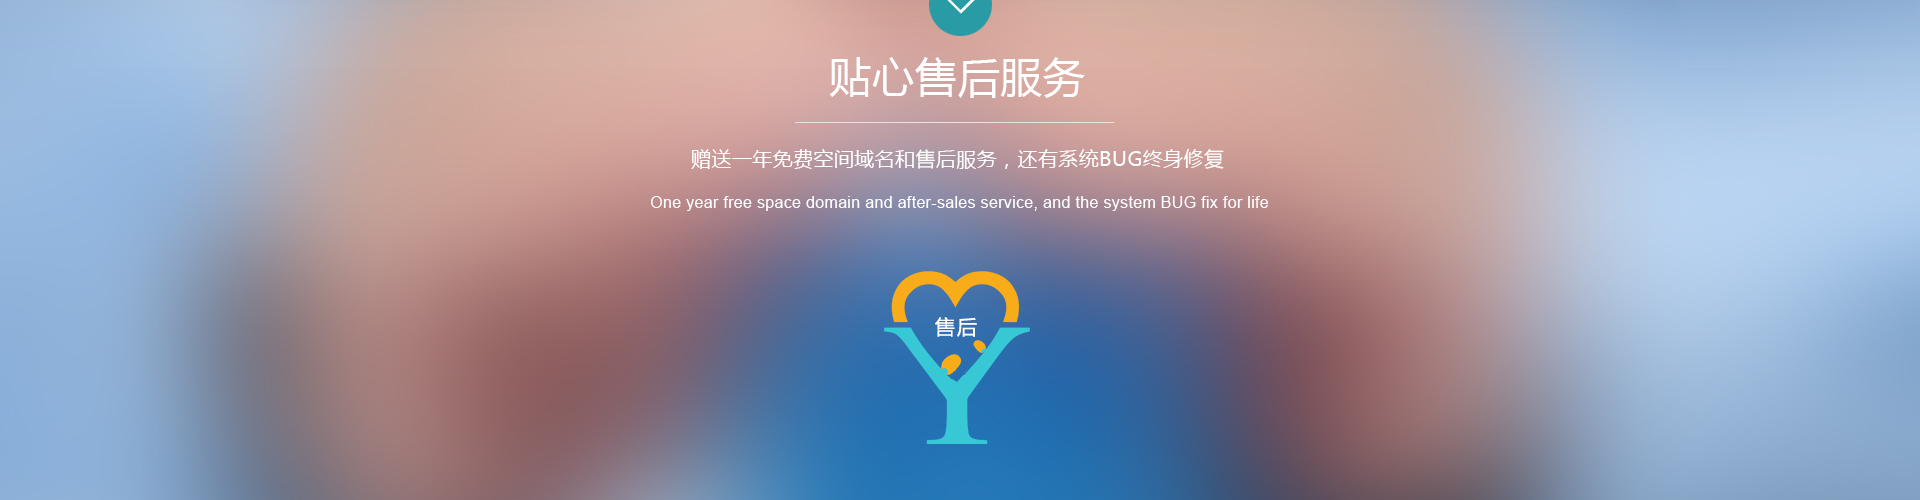 贴心售后服务
赠送一年免费空间域名和售后服务，还有系统BUG终身修复
One year free space domain and after-sales service, and the system BUG fix for life
售后